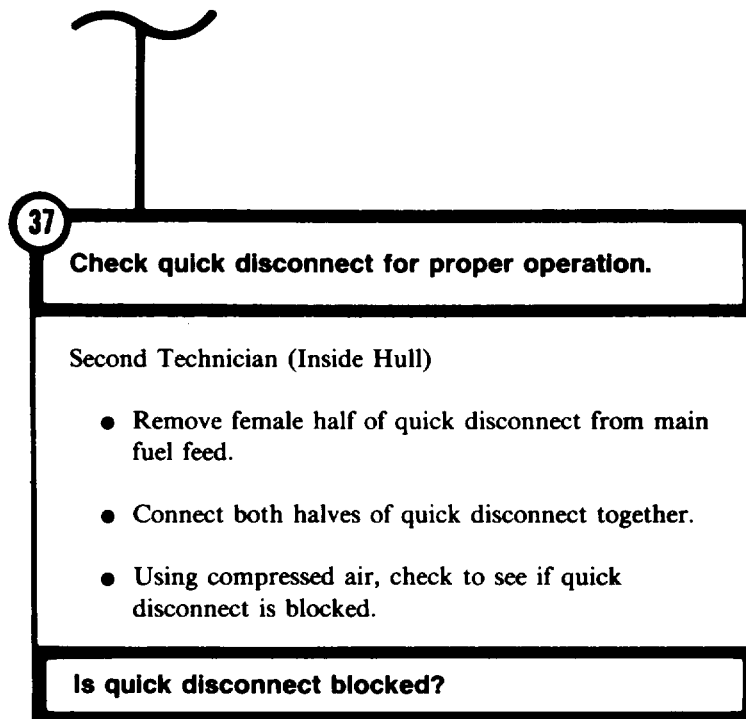 37
Check quick disconnect for proper operation.
Second Technician (Inside Hull)
● Remove female half of quick disconnect from main
fuel feed.
● Connect both halves of quick disconnect together.
● Using compressed air, check to see if quick
disconnect is blocked.
Is quick disconnect blocked?